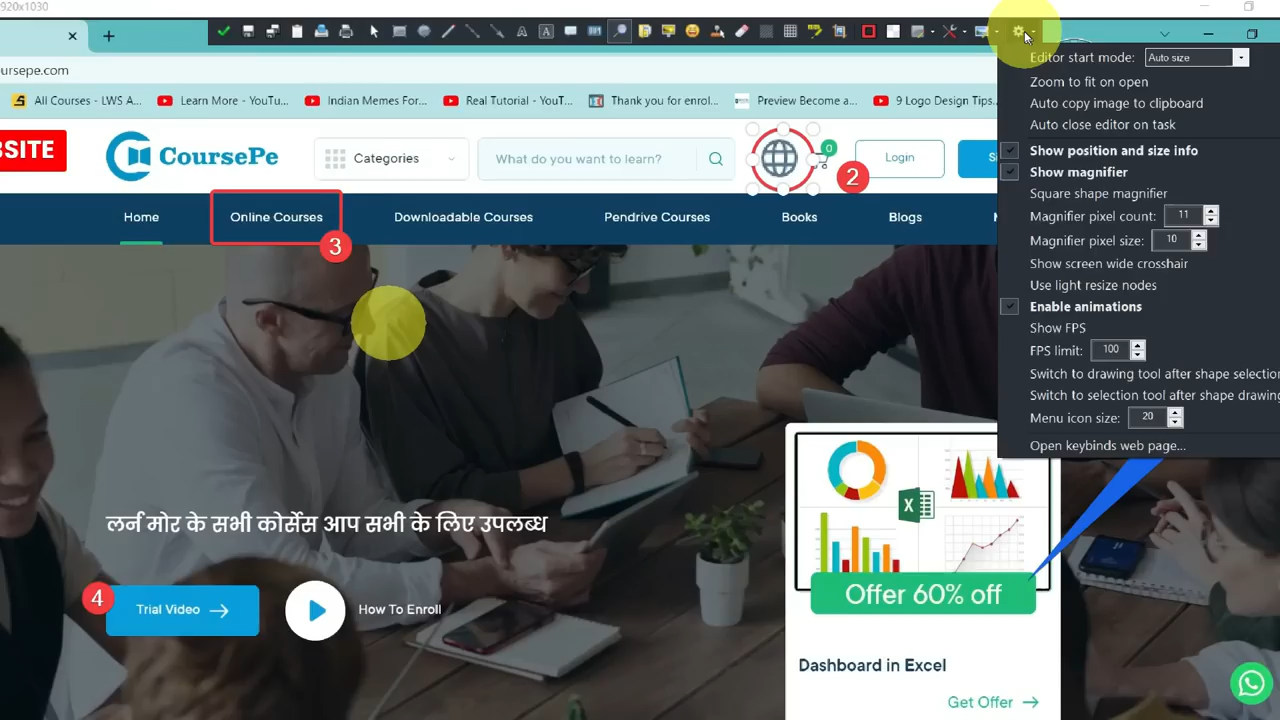 920x1030
oursepe.com
All Courses - LWS A...
Learn More - YouTu...
Indian Memes For...
Real Tutorial - YouT...
Thank you for enrol...
Preview Become a...
9 Logo Design Tips.
SITE
CoursePe
Categories
What do you want to learn?
0
2
Login
Si
Home
Online Courses
Downloadable Courses
Pendrive Courses
Books
Blogs
3
Editor start mode: Auto size
Zoom to fit on open
Auto copy image to clipboard
Auto close editor on task
Show position and size info
Show magnifier
Square shape magnifier
Magnifier pixel count: 11
Magnifier pixel size: 10
Show screen wide crosshair
Use light resize nodes
Enable animations
Show FPS
FPS limit: 100
Switch to drawing tool after shape selection
Switch to selection tool after shape drawing
Menu icon size: 20
Open keybinds web page...
लर्न मोर के सभी कोर्सेस आप सभी के लिए उपलब्ध
4
Trial Video
How To Enroll
Offer 60% off
Dashboard in Excel
Get Offer